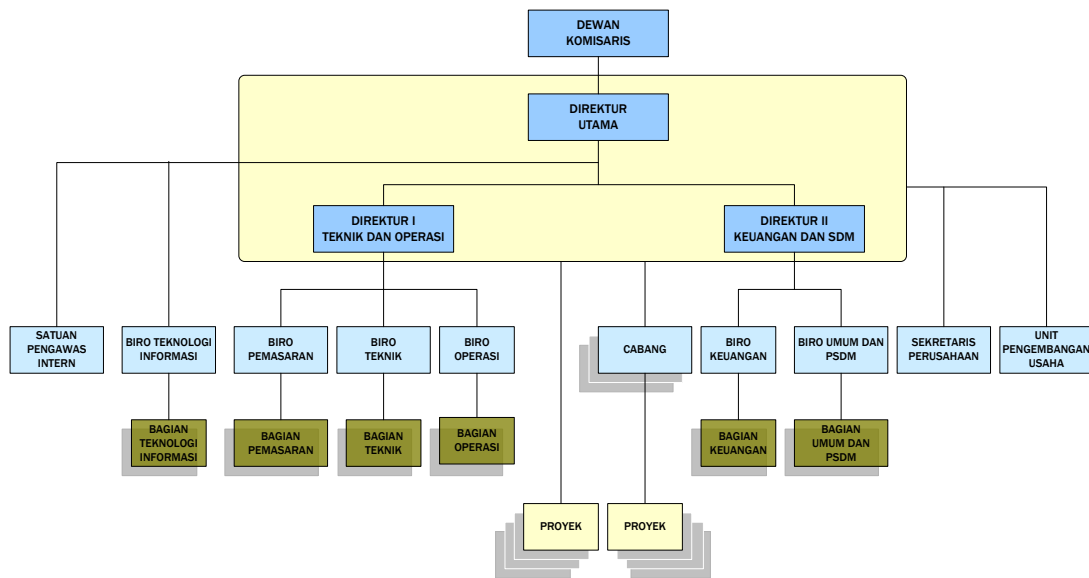 DEWAN
KOMISARIS
DIREKTUR
UTAMA
DIREKTUR I
TEKNIK DAN OPERASI
DIREKTUR II
KEUANGAN DAN SDM
SATUAN
PENGAWAS
INTERN
BIRO TEKNOLOGI
INFORMASI
BIRO
PEMASARAN
BIRO
TEKNIK
BIRO
OPERASI
CABANG
BIRO
KEUANGAN
BIRO UMUM DAN
PSDM
SEKRETARIS
PERUSAHAAN
UNIT
PENGEMBANGAN
USAHA
BAGIAN
TEKNOLOGI
INFORMASI
BAGIAN
PEMASARAN
BAGIAN
TEKNIK
BAGIAN
OPERASI
BAGIAN
KEUANGAN
BAGIAN
UMUM DAN
PSDM
PROYEK
PROYEK